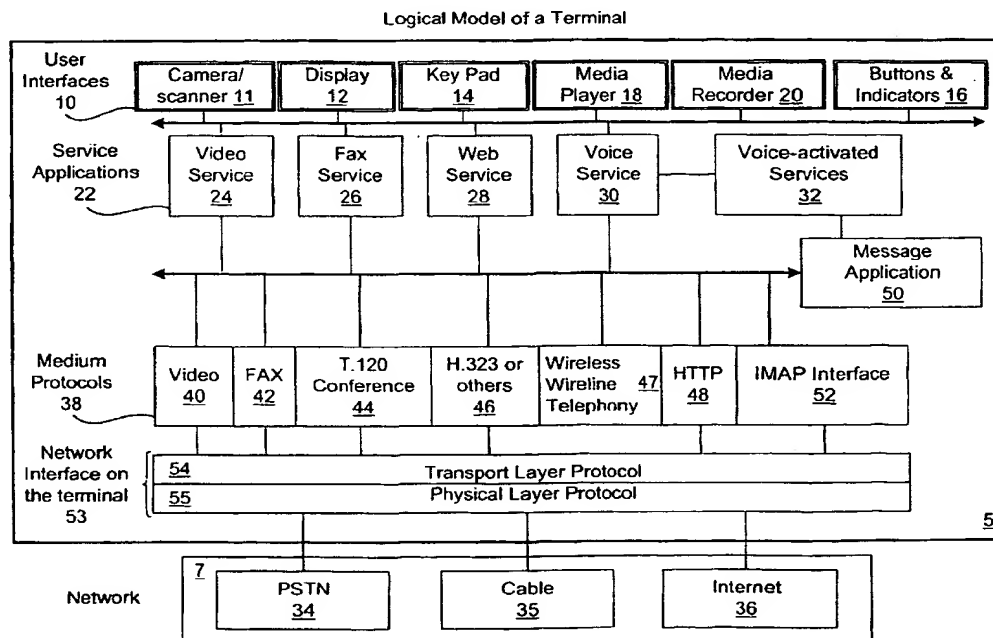 Logical Model of a Terminal
User
Interfaces
10
Camera/
scanner 11
Display
12
Key Pad
14
Media
Player 18
Media
Recorder 20
Buttons &
Indicators 16
Service
Applications
22
Video
Service
24
Fax
Service
26
Web
Service
28
Voice
Service
30
Voice-activated
Services
32
Message
Application
50
Medium
Protocols
38
Video
40
FAX
42
T.120
Conference
44
H.323 or
others
46
Wireless
Wireline
Telephony
47
HTTP
48
IMAP Interface
52
Network
Interface on
the terminal
53
54
Transport Layer Protocol
55
Physical Layer Protocol
5
Network
7
PSTN
34
Cable
35
Internet
36